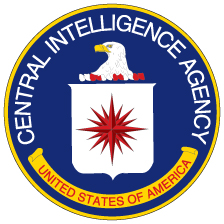 CENTRAL INTELLIGENCE AGENCY
UNITED STATES OF AMERICA